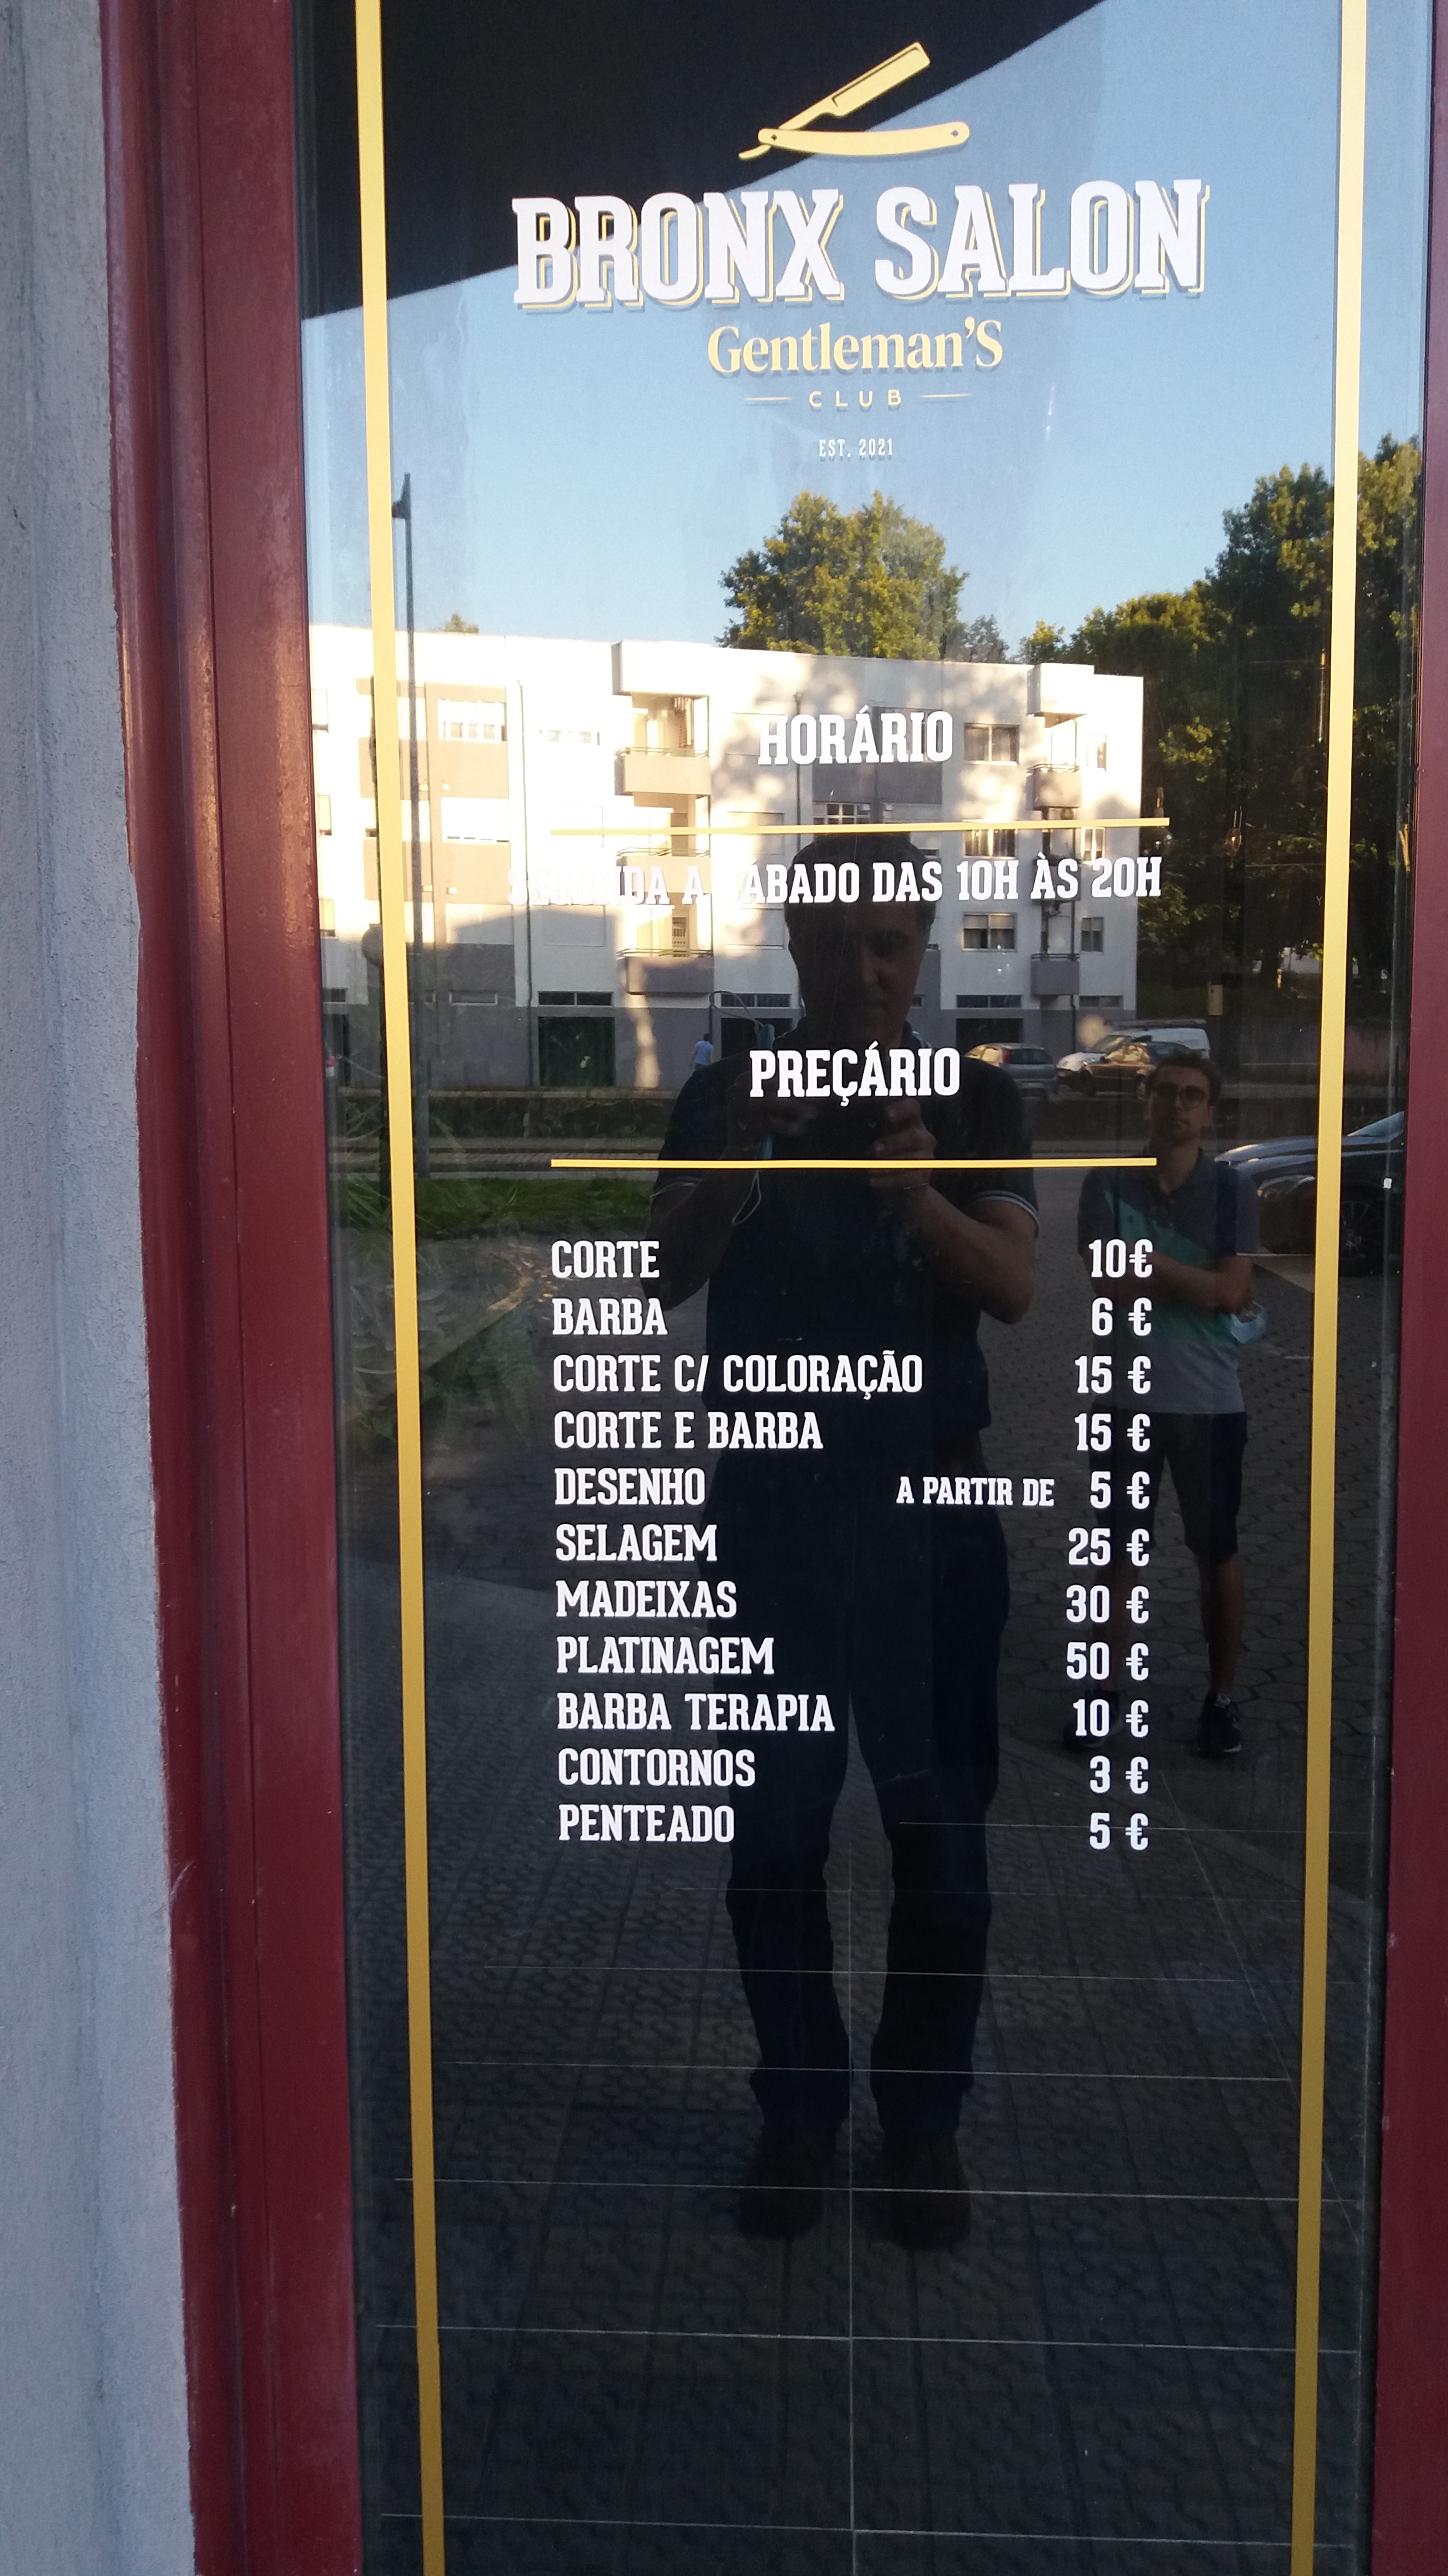 BRONX SALON
Gentleman'S
CLUB
EST. 2021
HORÁRIO
SEGUNDA A SÁBADO DAS 10H ÀS 20H
PREÇÁRIO
CORTE 10€
BARBA 6 €
CORTE C/ COLORAÇÃO 15 €
CORTE E BARBA 15 €
DESENHO A PARTIR DE 5 €
SELAGEM 25 €
MADEIXAS 30 €
PLATINAGEM 50 €
BARBA TERAPIA 10 €
CONTORNOS 3 €
PENTEADO 5 €